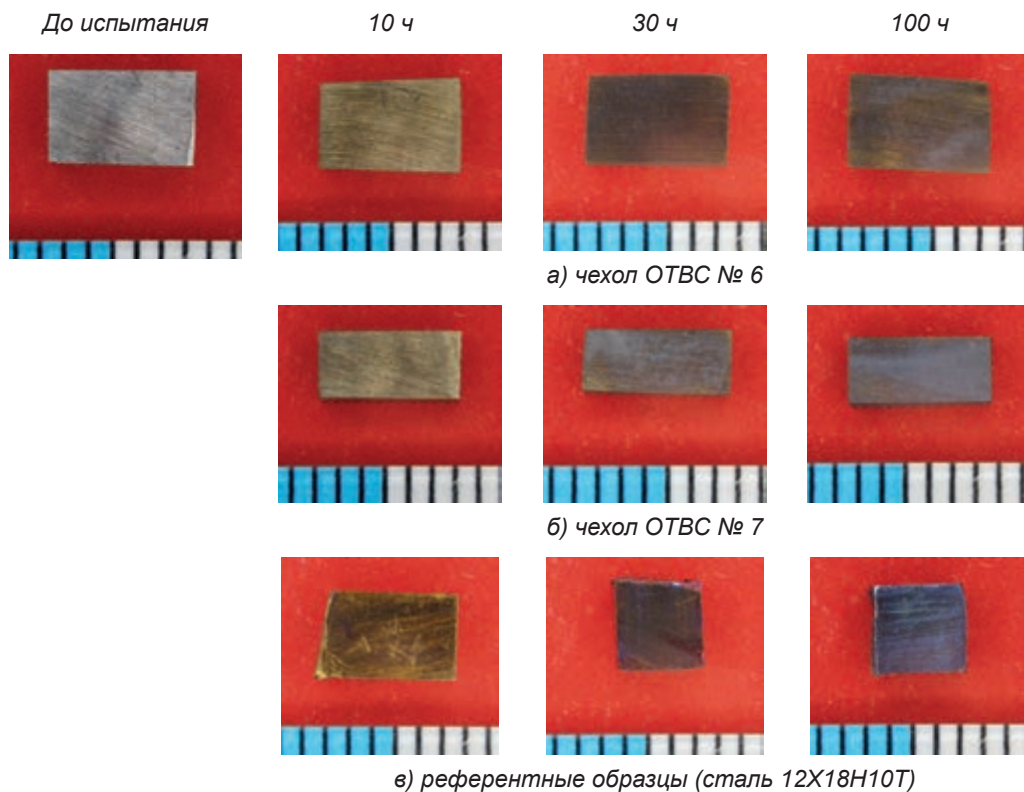 До испытания 10 ч 30 ч 100 ч
а) чехол ОТВС № 6
б) чехол ОТВС № 7
в) референтные образцы (сталь 12Х18Н10Т)